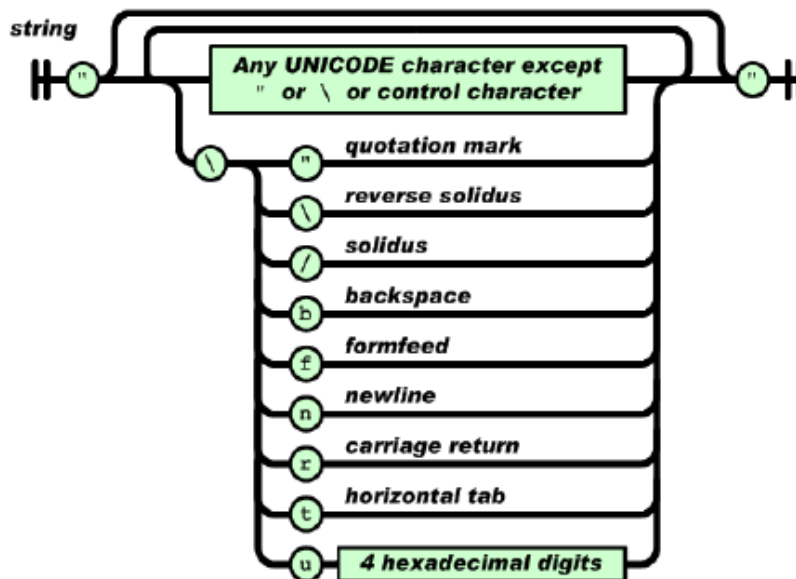 string
" Any UNICODE character except "
" or \ or control character
\ " quotation mark
\ reverse solidus
/ solidus
b backspace
f formfeed
n newline
r carriage return
t horizontal tab
u 4 hexadecimal digits